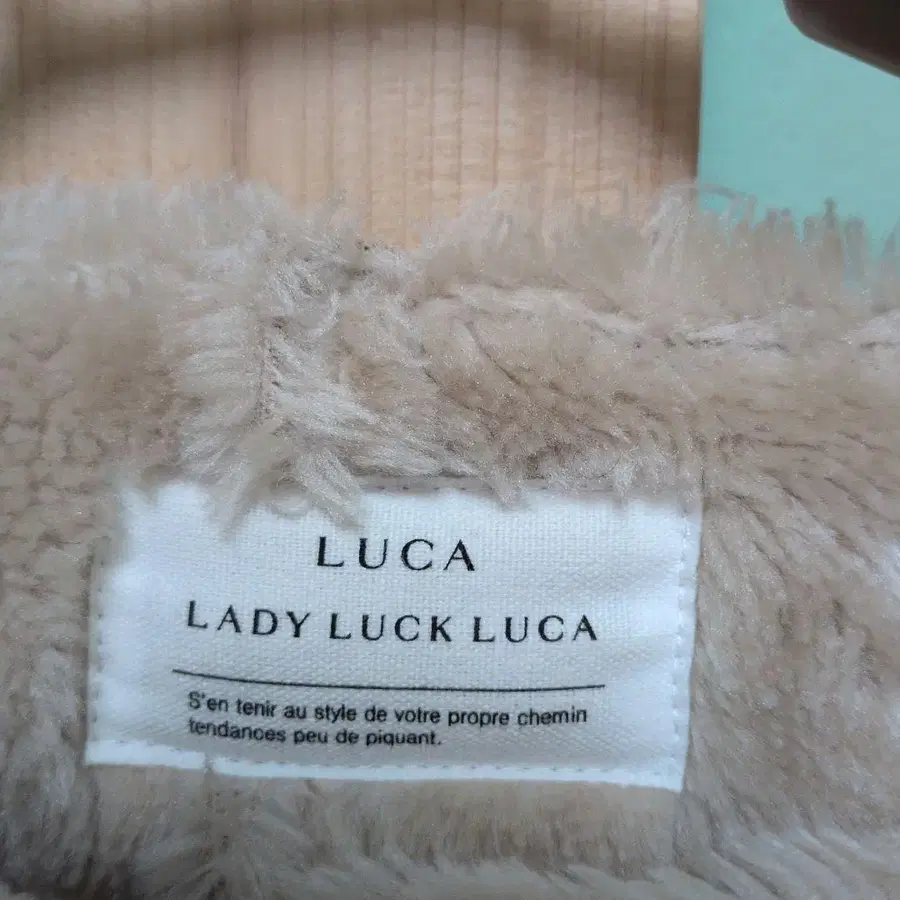 LUCA
LADY LUCK LUCA
S'en tenir au style de votre propre chemin
tendances peu de piquant.